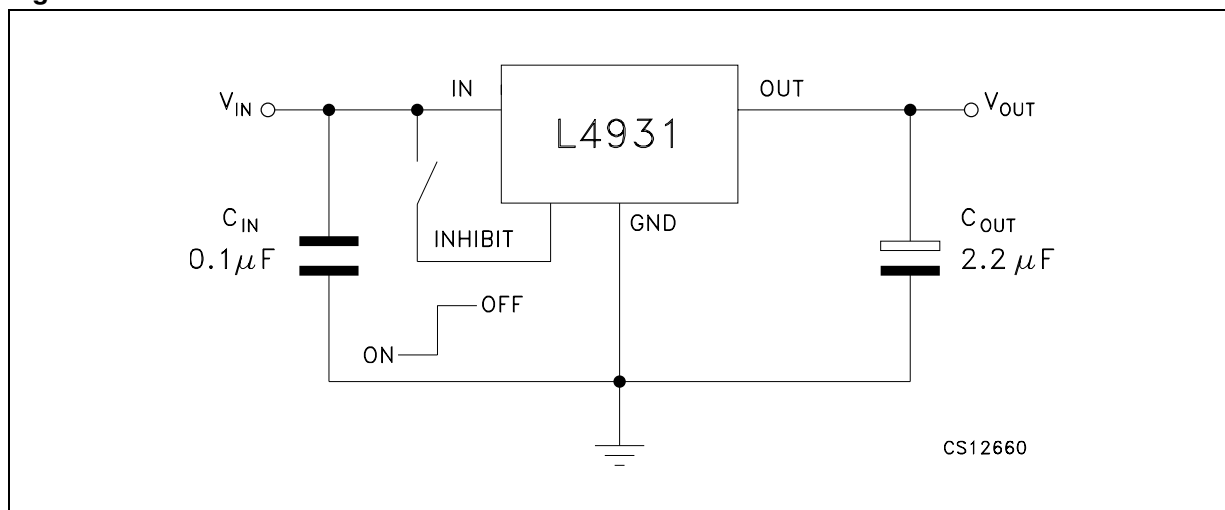 IN
OUT
V_IN
V_OUT
L4931
C_IN
0.1μF
INHIBIT
GND
C_OUT
2.2 μF
OFF
ON
CS12660